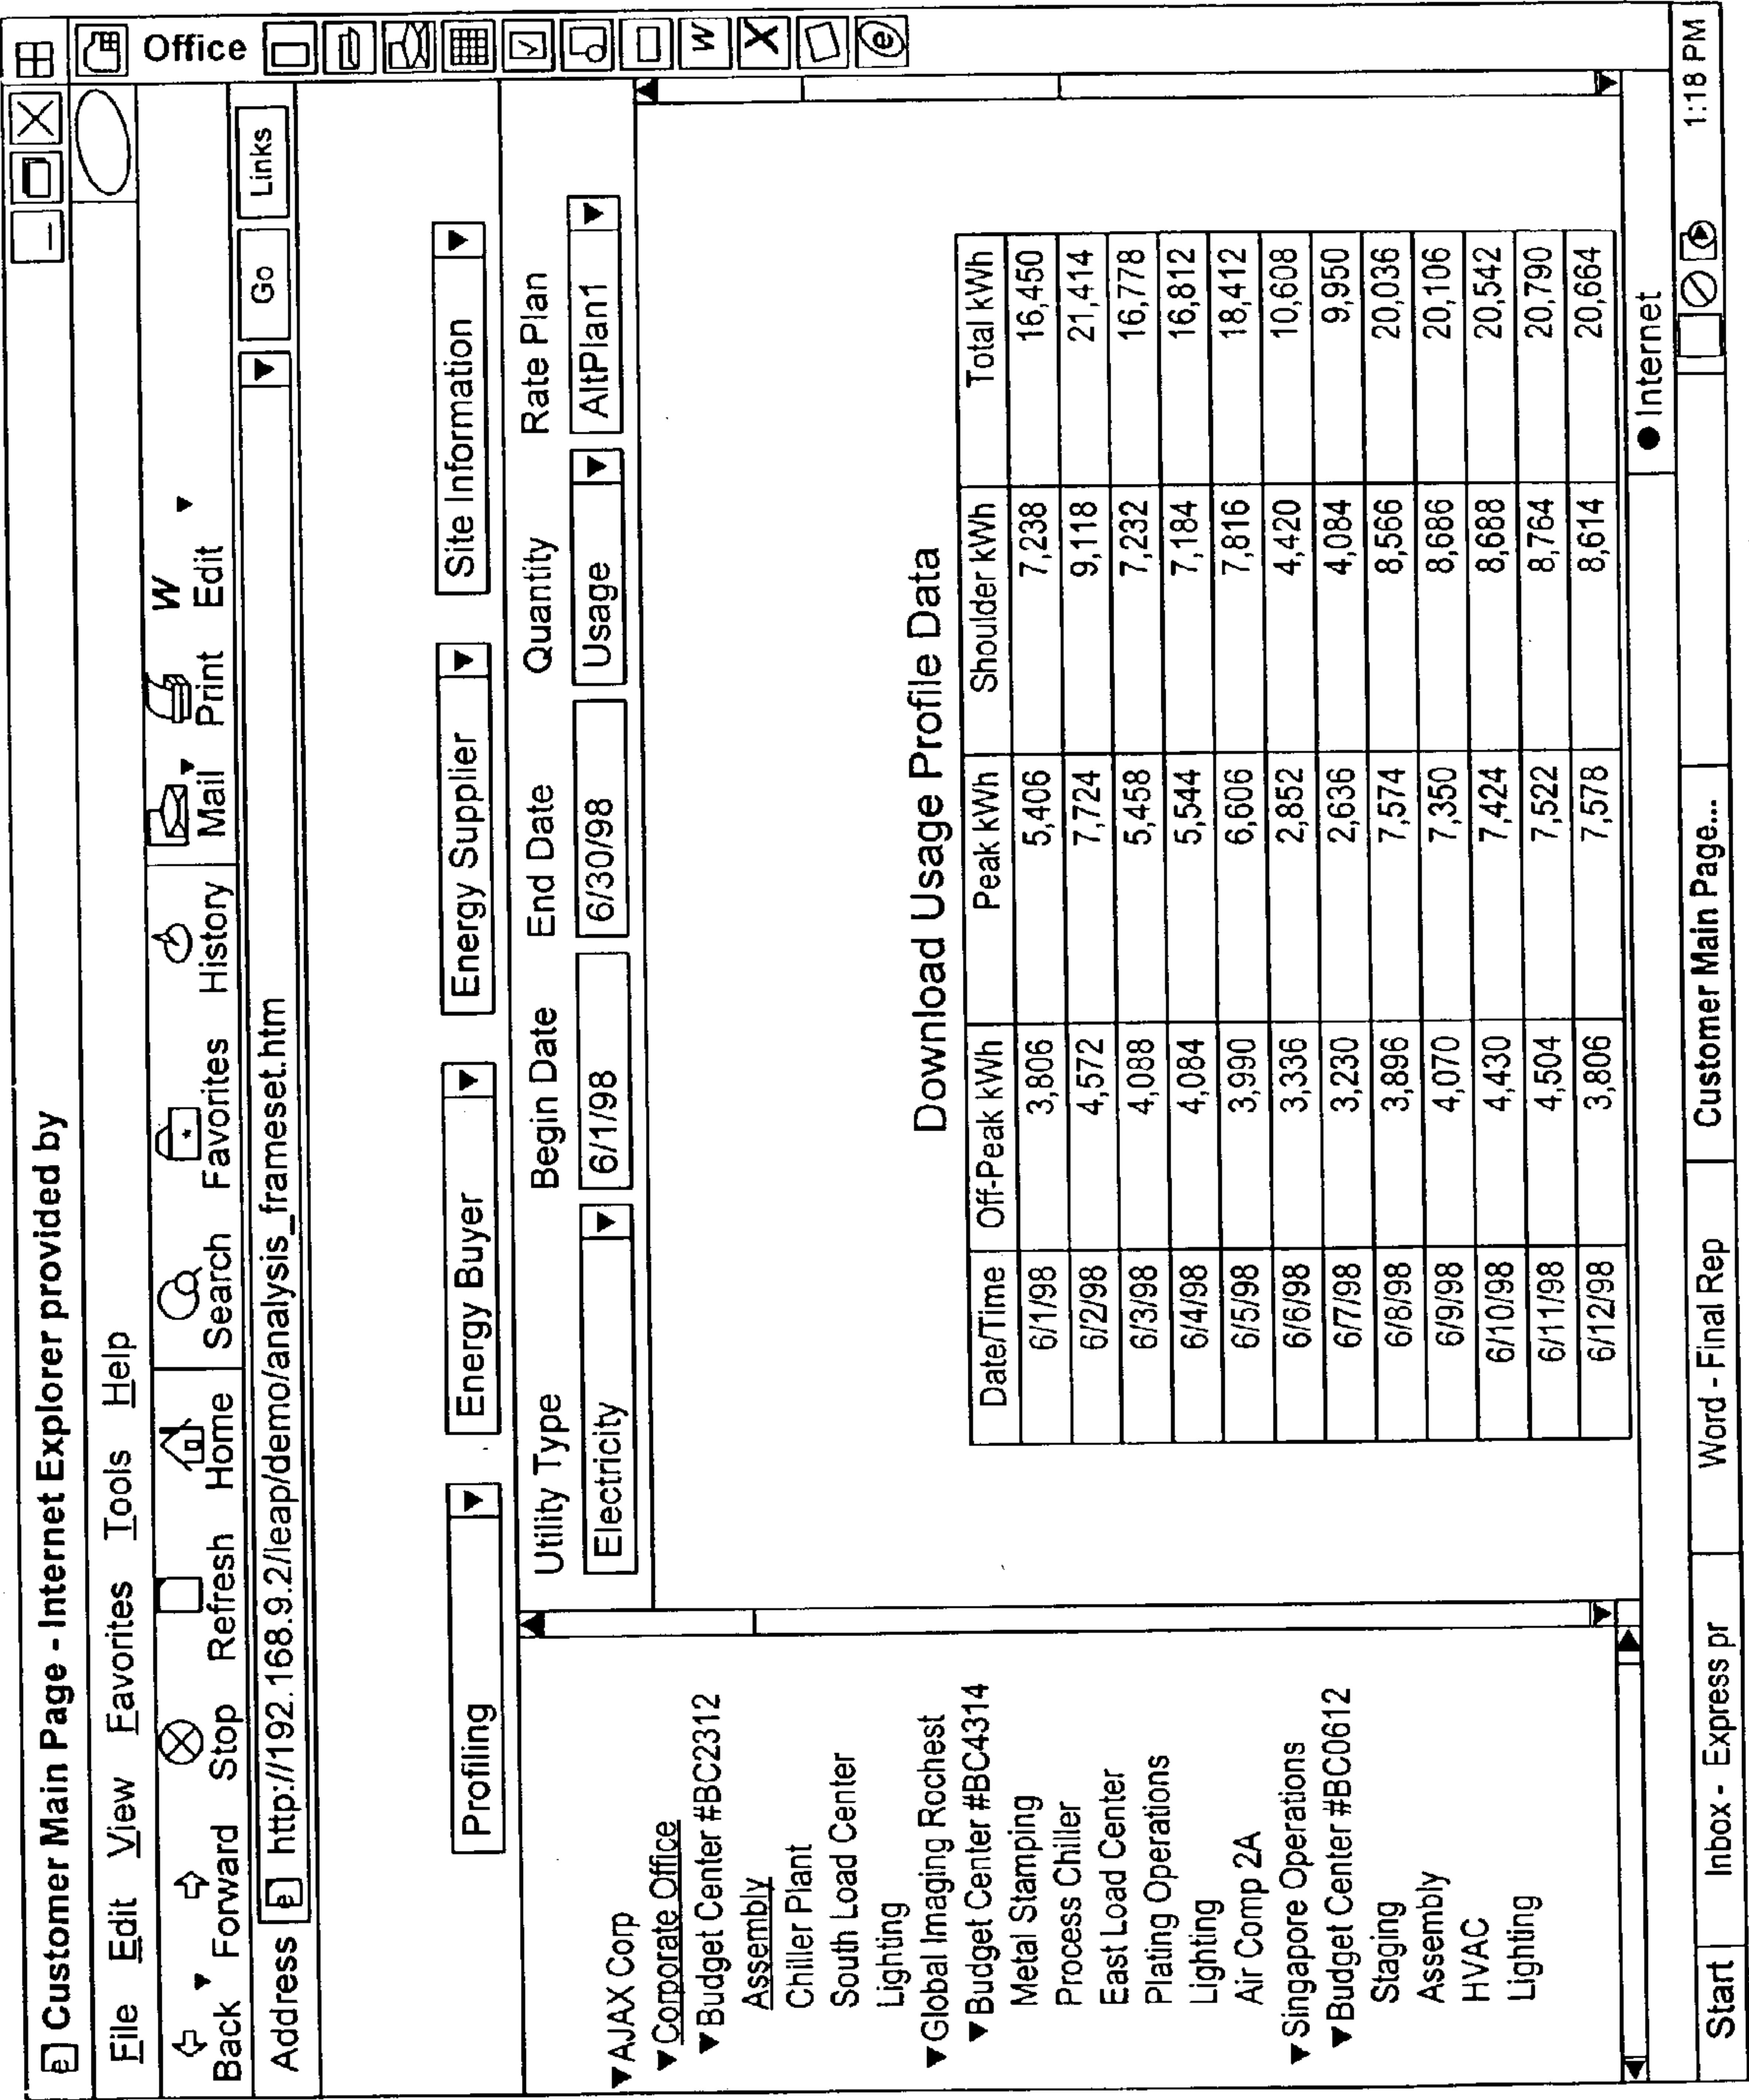 e Customer Main Page - Internet Explorer provided by
File Edit View Favorites Tools Help
Back Forward Stop Refresh Home Search Favorites History Mail Print Edit
W
Address e http://192.168.9.2/leap/demo/analysis_frameset.htm Go Links
Office
W
X
e
Profiling Energy Buyer Energy Supplier Site Information
Utility Type Begin Date End Date Quantity Rate Plan
Electricity 6/1/98 6/30/98 Usage AltPlan1
▼AJAX Corp
▼Corporate Office
▼Budget Center #BC2312
Assembly
Chiller Plant
South Load Center
Lighting
▼Global Imaging Rochest
▼Budget Center #BC4314
Metal Stamping
Process Chiller
East Load Center
Plating Operations
Lighting
Air Comp 2A
▼Singapore Operations
▼Budget Center #BC0612
Staging
Assembly
HVAC
Lighting
Download Usage Profile Data
Date/Time Off-Peak kWh Peak kWh Shoulder kWh Total kWh
6/1/98 3,806 5,406 7,238 16,450
6/2/98 4,572 7,724 9,118 21,414
6/3/98 4,088 5,458 7,232 16,778
6/4/98 4,084 5,544 7,184 16,812
6/5/98 3,990 6,606 7,816 18,412
6/6/98 3,336 2,852 4,420 10,608
6/7/98 3,230 2,636 4,084 9,950
6/8/98 3,896 7,574 8,566 20,036
6/9/98 4,070 7,350 8,686 20,106
6/10/98 4,430 7,424 8,688 20,542
6/11/98 4,504 7,522 8,764 20,790
6/12/98 3,806 7,578 8,614 20,664
Internet
Start Inbox - Express pr Word - Final Rep Customer Main Page... 1:18 PM